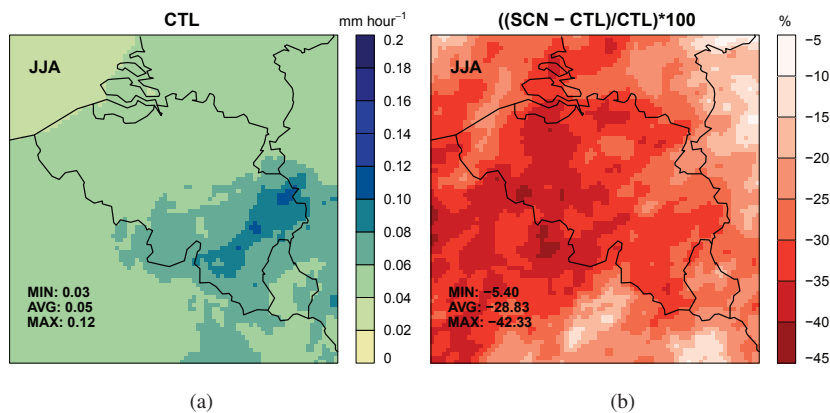 CTL
mm hour⁻¹
JJA
0.2
0.18
0.16
0.14
0.12
0.10
0.08
0.06
0.04
0.02
0
MIN: 0.03
AVG: 0.05
MAX: 0.12
(a)
((SCN − CTL)/CTL)*100
%
JJA
−5
−10
−15
−20
−25
−30
−35
−40
−45
MIN: −5.40
AVG: −28.83
MAX: −42.33
(b)